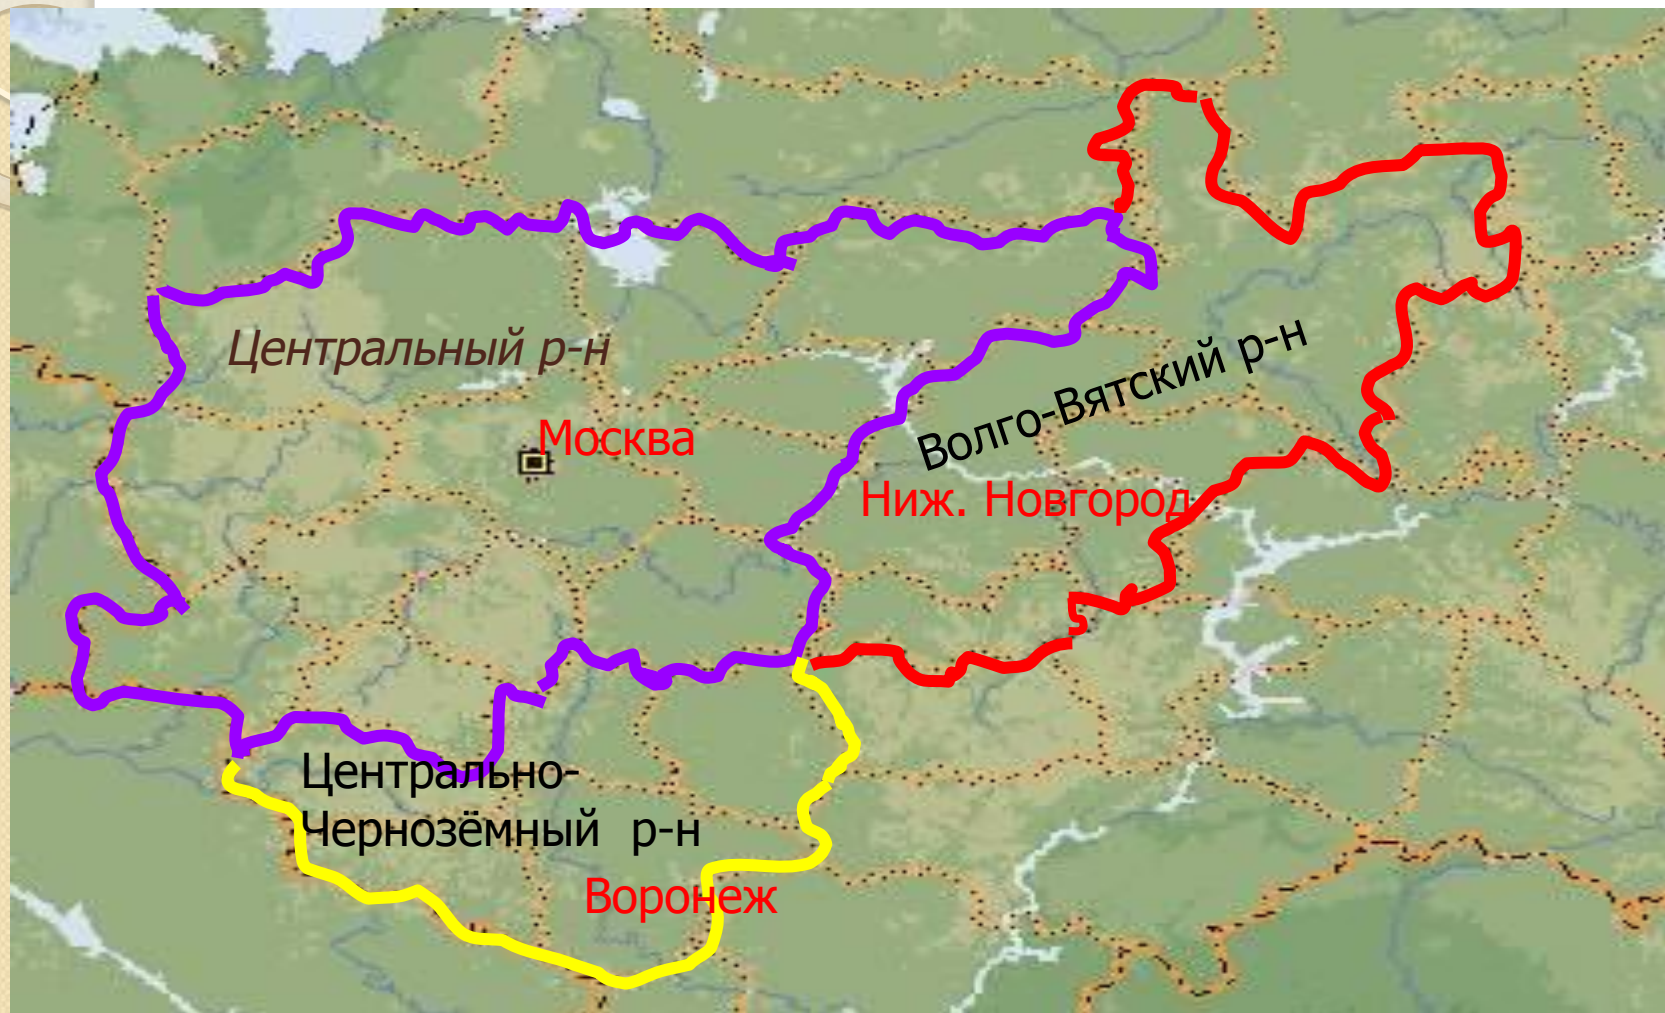 Центральный р-н
Москва
Волго-Вятский р-н
Ниж. Новгород
Центрально-
Чернозёмный р-н
Воронеж